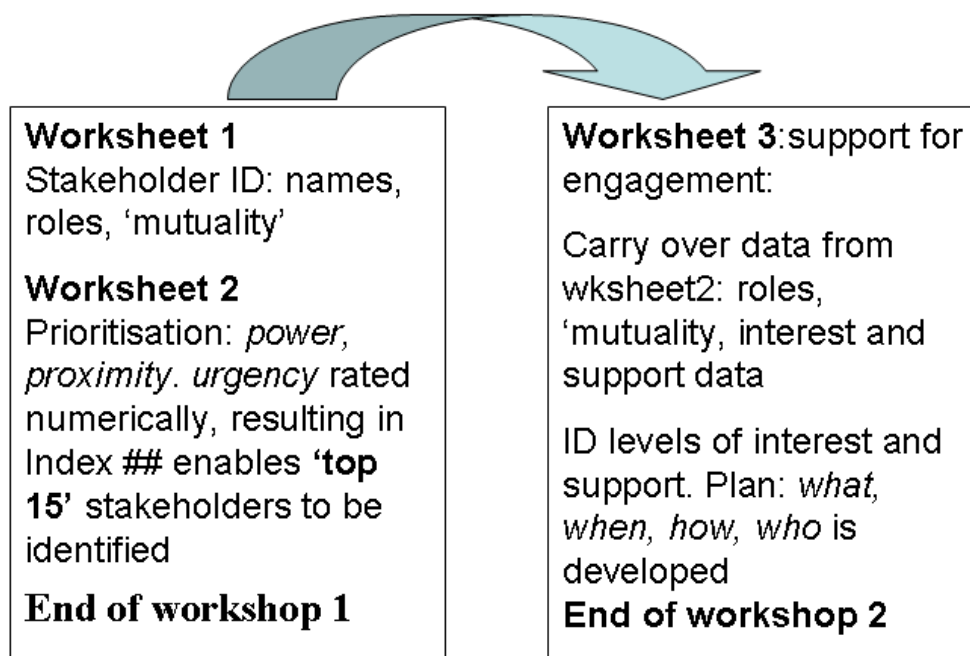 Worksheet 1
Stakeholder ID: names,
roles, ‘mutuality’
Worksheet 2
Prioritisation: power,
proximity. urgency rated
numerically, resulting in
Index ## enables ‘top
15’ stakeholders to be
identified
End of workshop 1
Worksheet 3:support for
engagement:
Carry over data from
wksheet2: roles,
‘mutuality, interest and
support data
ID levels of interest and
support. Plan: what,
when, how, who is
developed
End of workshop 2